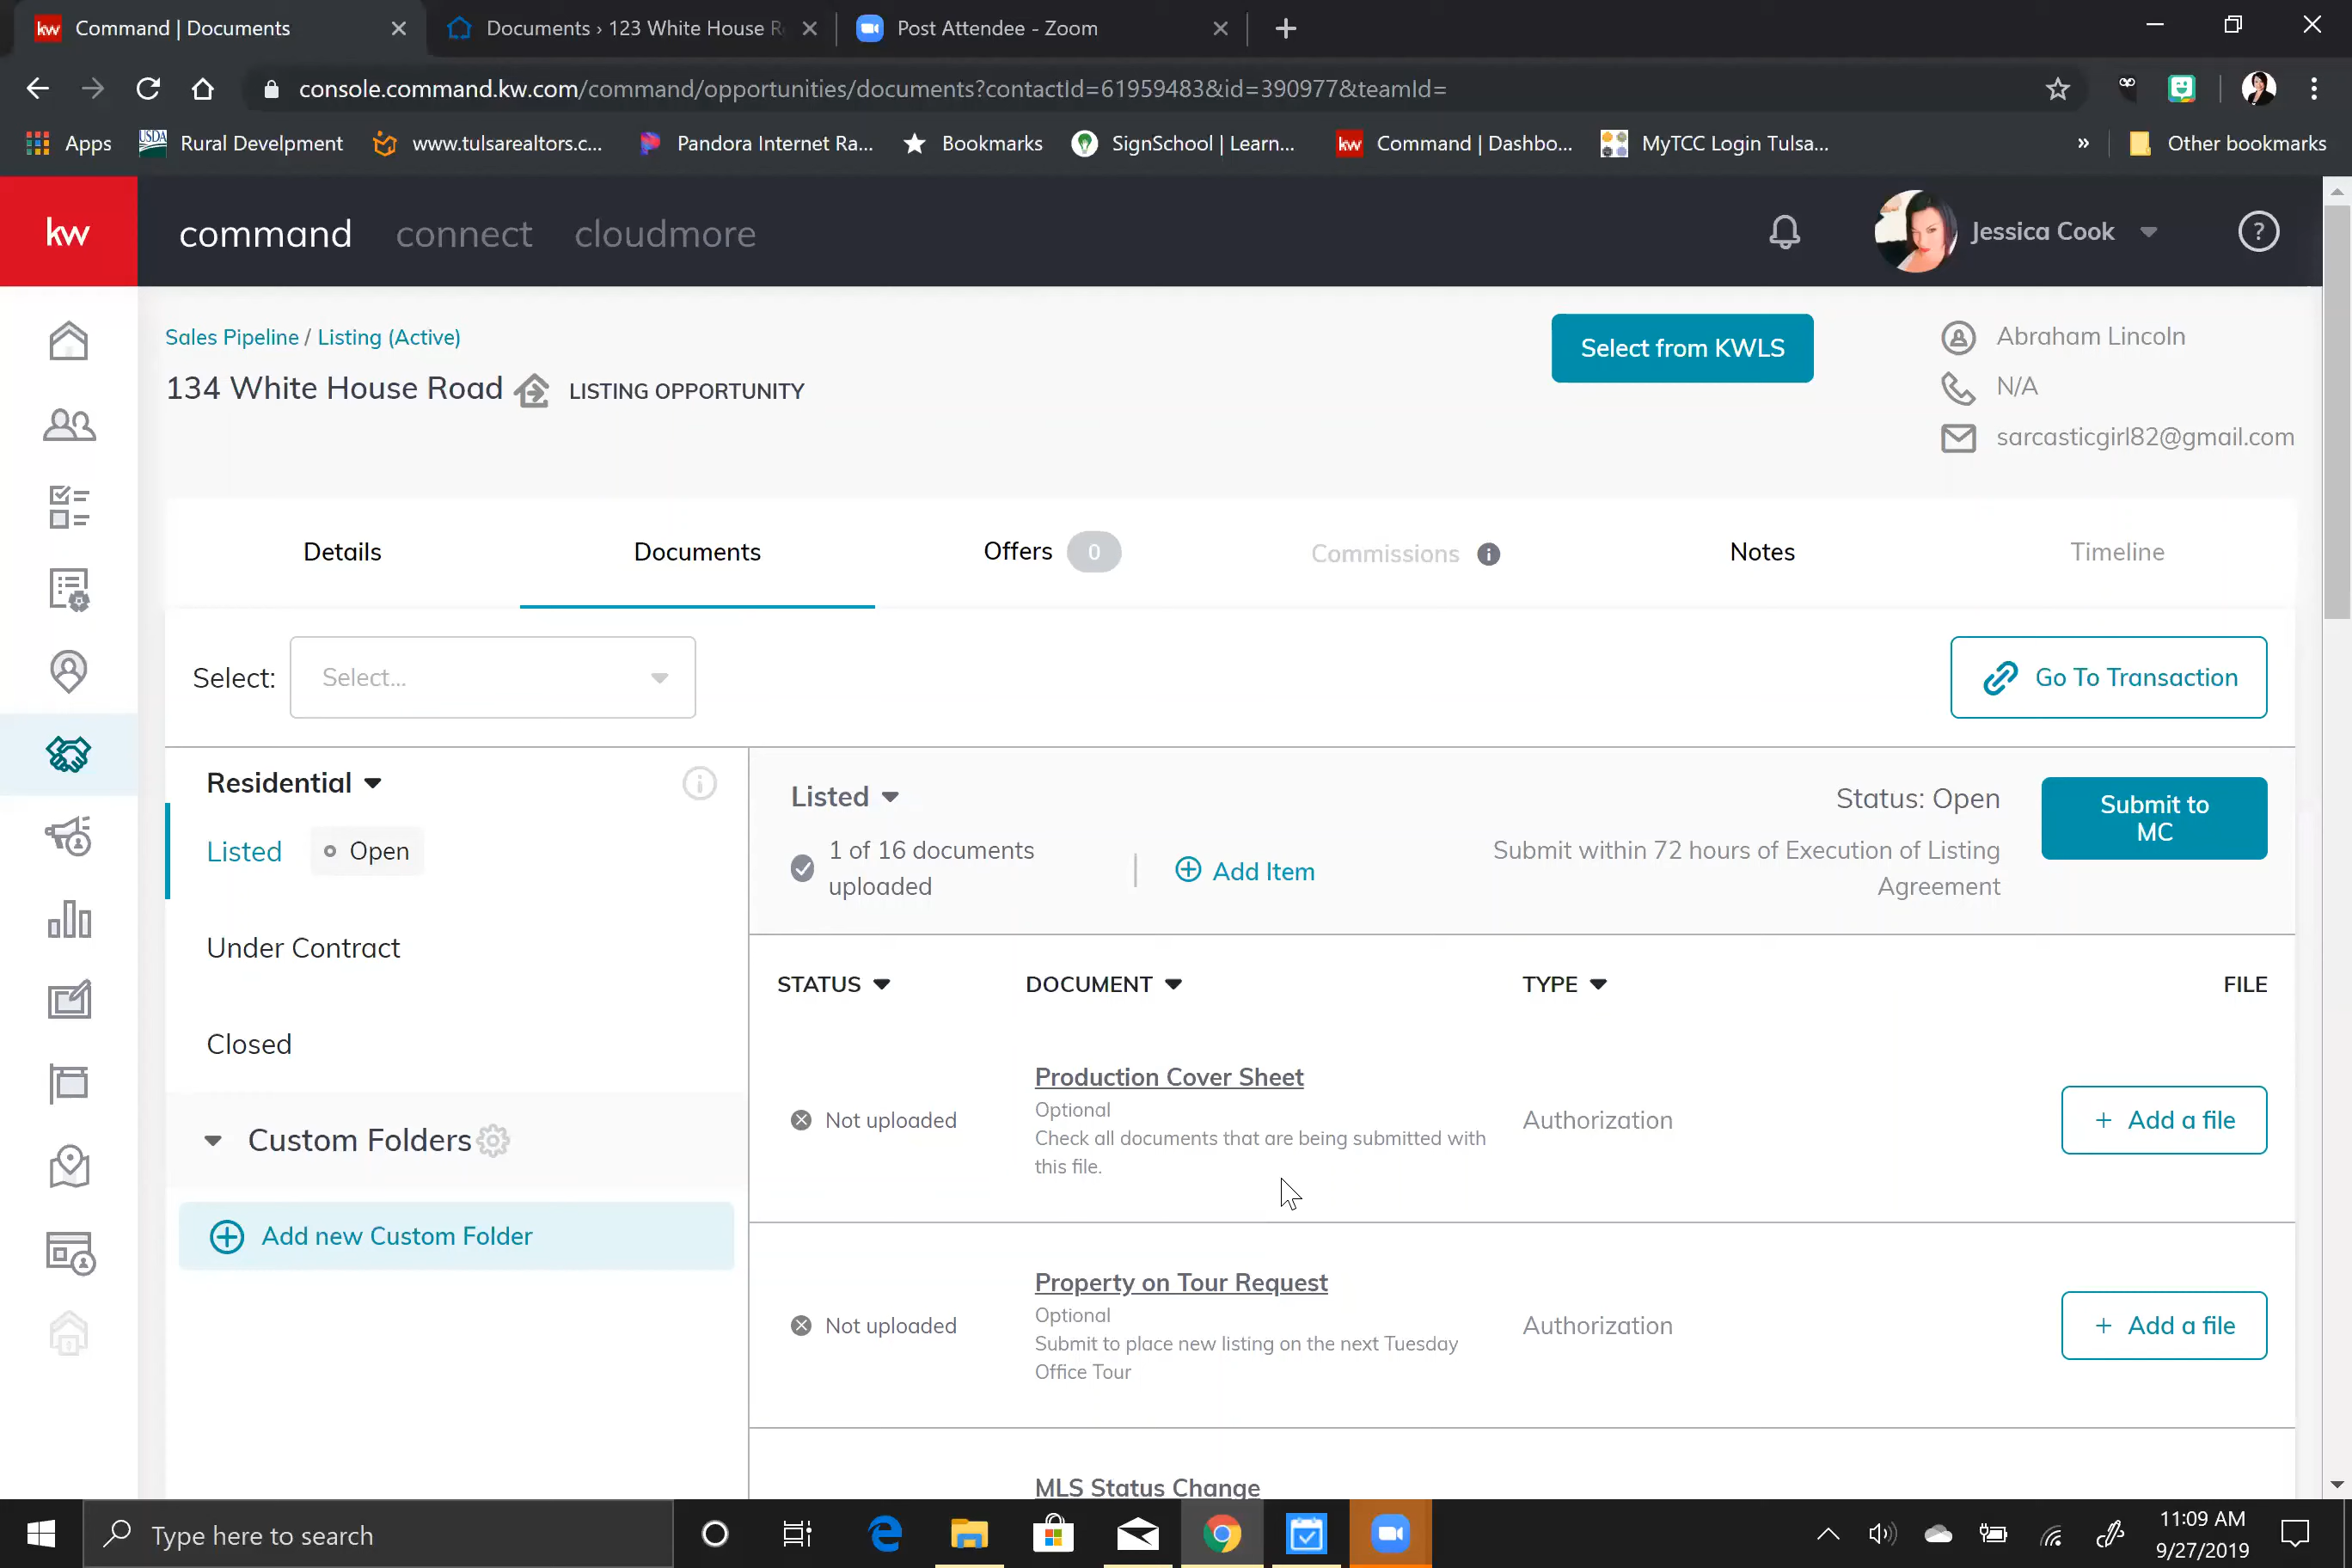 kw Command | Documents
Documents › 123 White House R
Post Attendee - Zoom
console.command.kw.com/command/opportunities/documents?contactId=61959483&id=390977&teamId=
Apps
USDA Rural Develpment
www.tulsarealtors.c...
Pandora Internet Ra...
Bookmarks
SignSchool | Learn...
kw Command | Dashbo...
MyTCC Login Tulsa...
»
Other bookmarks
kw
command connect cloudmore
Jessica Cook
?
Sales Pipeline / Listing (Active)
134 White House Road LISTING OPPORTUNITY
Select from KWLS
Abraham Lincoln
N/A
sarcasticgirl82@gmail.com
Details
Documents
Offers 0
Commissions i
Notes
Timeline
Select: Select...
Go To Transaction
Residential
i
Listed Open
Under Contract
Closed
Custom Folders
Add new Custom Folder
Listed
1 of 16 documents
uploaded
Add Item
Status: Open
Submit within 72 hours of Execution of Listing
Agreement
Submit to
MC
STATUS DOCUMENT TYPE FILE
Production Cover Sheet
Optional
Check all documents that are being submitted with
this file.
Not uploaded
Authorization
+ Add a file
Property on Tour Request
Optional
Submit to place new listing on the next Tuesday
Office Tour
Not uploaded
Authorization
+ Add a file
MLS Status Change
Type here to search
11:09 AM
9/27/2019